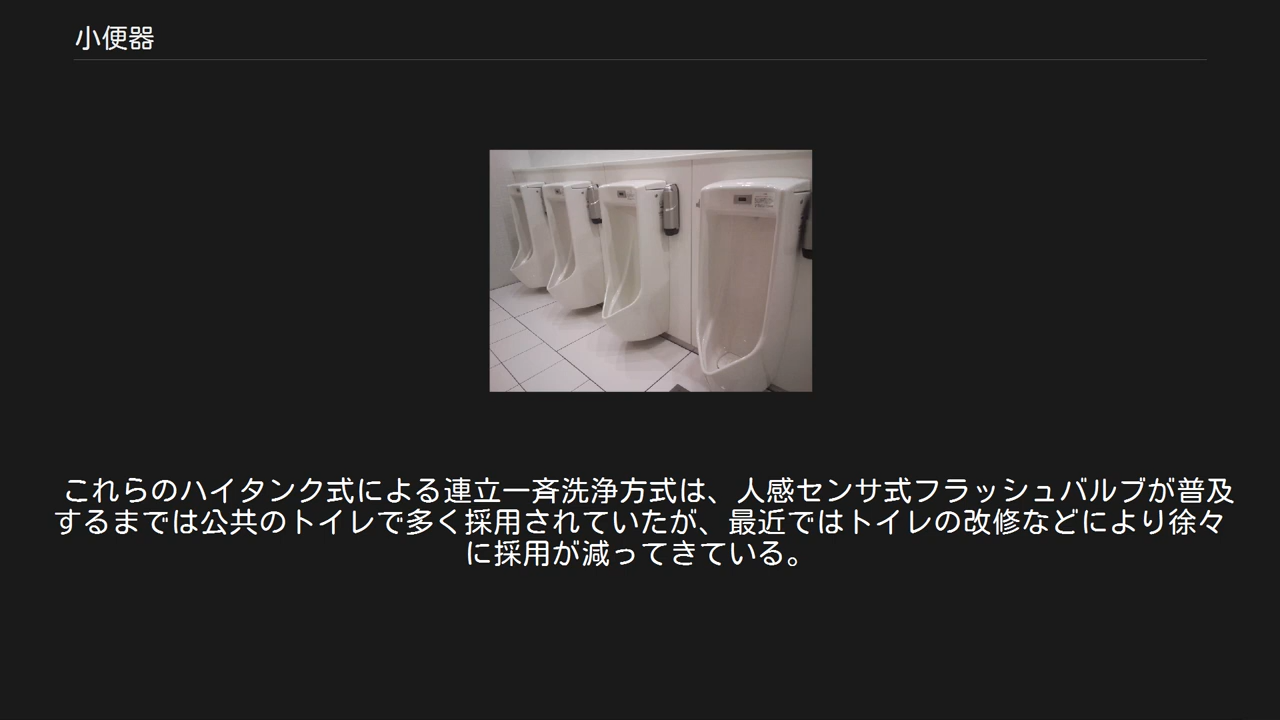 小便器
これらのハイタンク式による連立一斉洗浄方式は、人感センサ式フラッシュバルブが普及
するまでは公共のトイレで多く採用されていたが、最近ではトイレの改修などにより徐々
に採用が減ってきている。